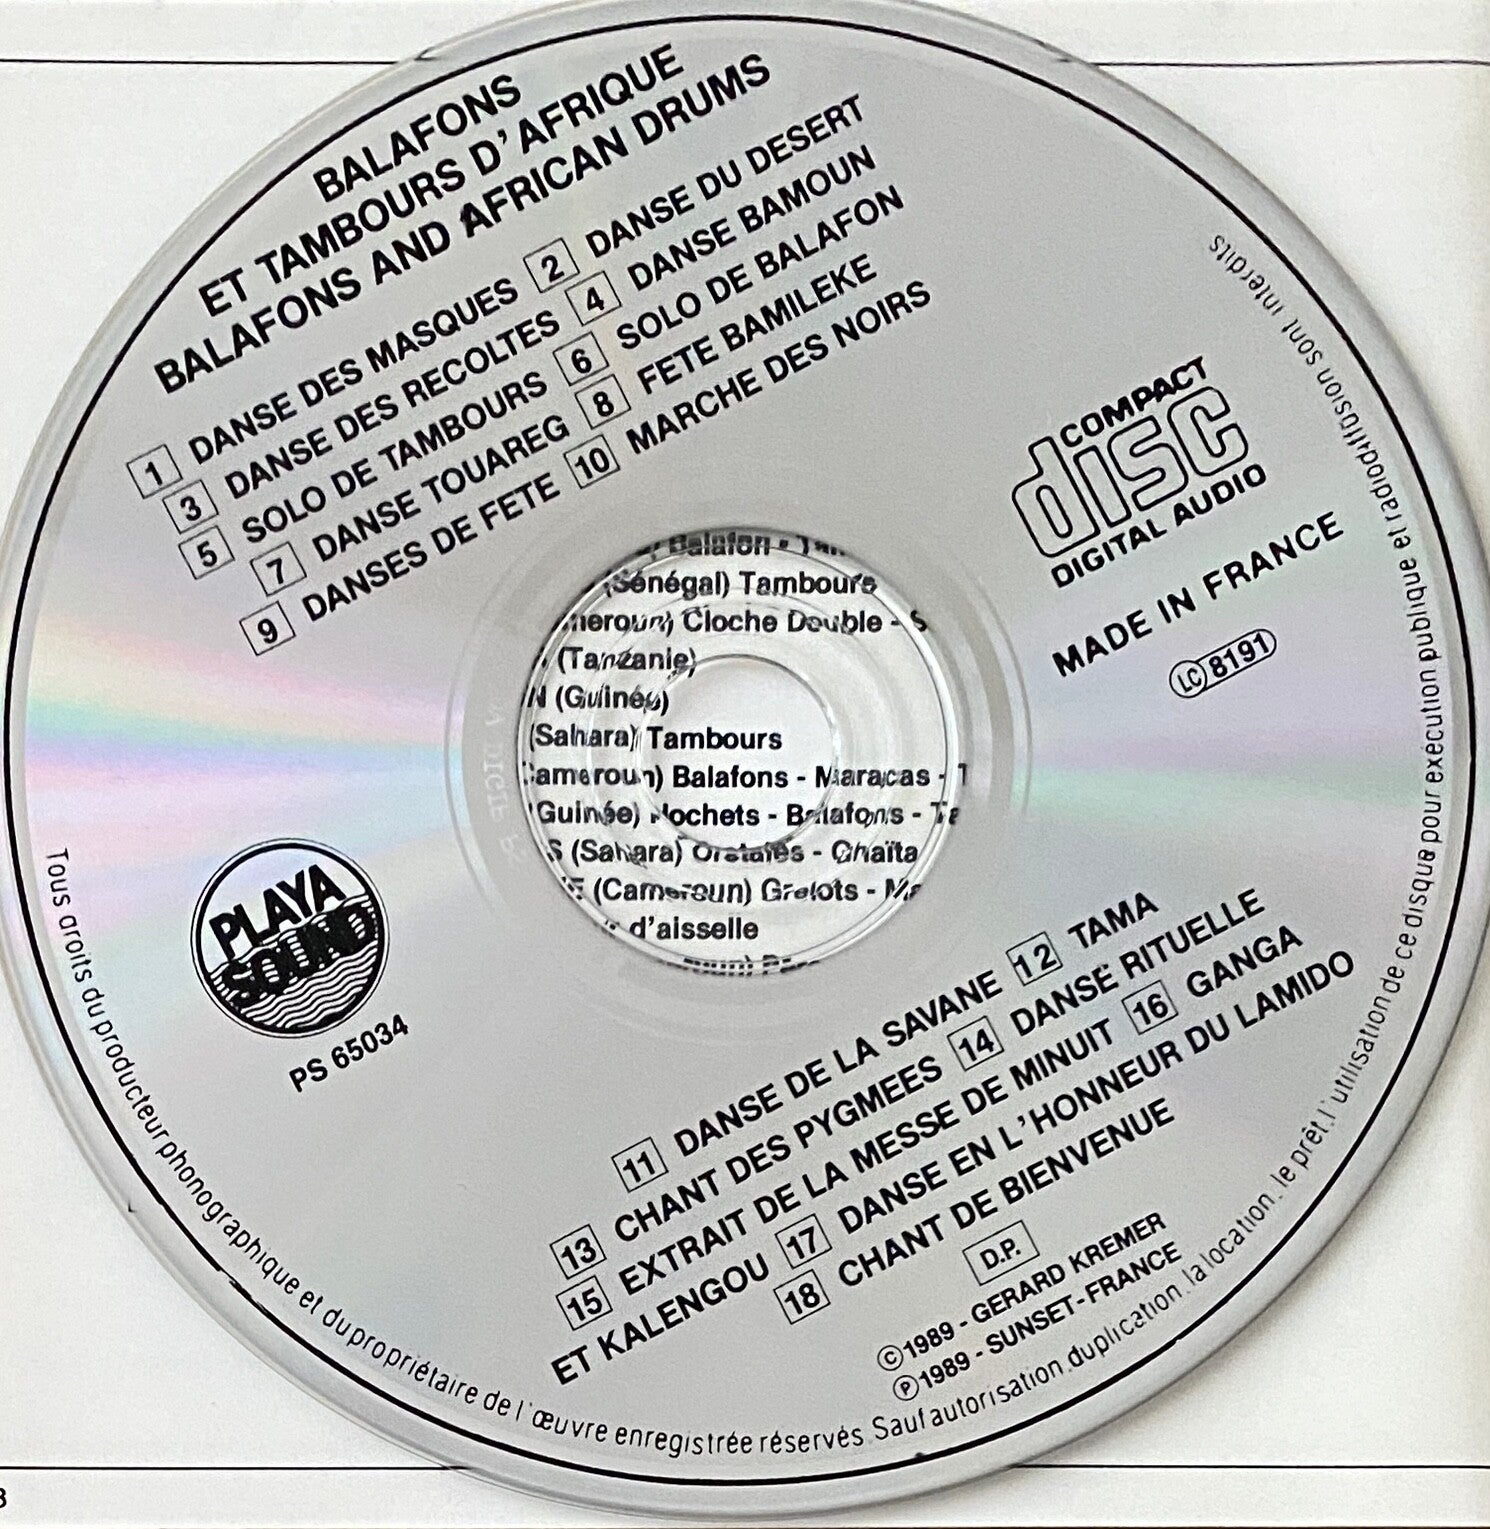 BALAFONS
ET TAMBOURS D'AFRIQUE
BALAFONS AND AFRICAN DRUMS
1 DANSE DES MASQUES 2 DANSE DU DESERT
3 DANSE DES RECOLTES 4 DANSE BAMOUN
5 SOLO DE TAMBOURS 6 SOLO DE BALAFON
7 DANSE TOUAREG 8 FETE BAMILEKE
9 DANSES DE FETE 10 MARCHE DES NOIRS
COMPACT
disc
DIGITAL AUDIO
MADE IN FRANCE
LC 8191
Balafon
(Sénégal) Tambours
Cloche Double -
(Tanzanie)
(Guinée)
(Sahara) Tambours
Balafons - Maracas -
(Guinée) Hochets - Balafons -
(Sahara) Crotales - Ghaïta
(Cameroun) Grelots -
d'aisselle
PLAYA
SOUND
PS 65034
11 DANSE DE LA SAVANE 12 TAMA
13 CHANT DES PYGMEES 14 DANSE RITUELLE
15 EXTRAIT DE LA MESSE DE MINUIT 16 GANGA
ET KALENGOU 17 DANSE EN L'HONNEUR DU LAMIDO
18 CHANT DE BIENVENUE
D.P.
©1989 - GERARD KREMER
℗1989 - SUNSET-FRANCE
Tous droits du producteur phonographique et du propriétaire de l'œuvre enregistrée réservés. Sauf autorisation, duplication, la location, le prêt, l'utilisation de ce disque pour exécution publique et radiodiffusion sont interdits